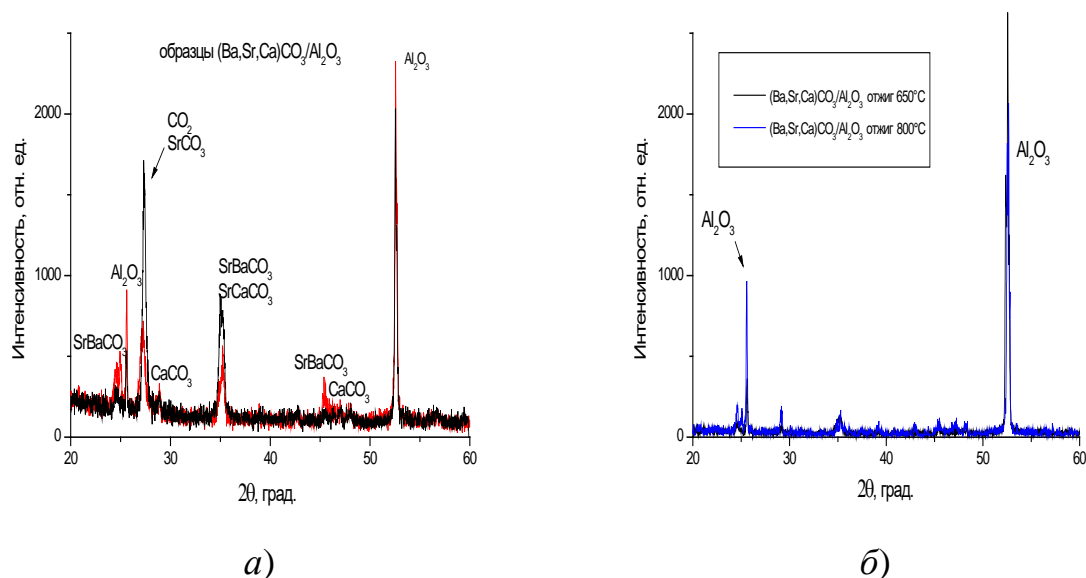 а)
образцы (Ba,Sr,Ca)CO₃/Al₂O₃
Интенсивность, отн. ед.
2000
1000
0
20
30
40
50
60
2θ, град.
SrBaCO₃
Al₂O₃
CO₂
SrCO₃
CaCO₃
SrBaCO₃
SrCaCO₃
SrBaCO₃
CaCO₃
Al₂O₃
а)
б)
(Ba,Sr,Ca)CO₃/Al₂O₃ отжиг 650°C
(Ba,Sr,Ca)CO₃/Al₂O₃ отжиг 800°C
Интенсивность, отн. ед.
2000
1000
0
20
30
40
50
60
2θ, град.
Al₂O₃
Al₂O₃
б)